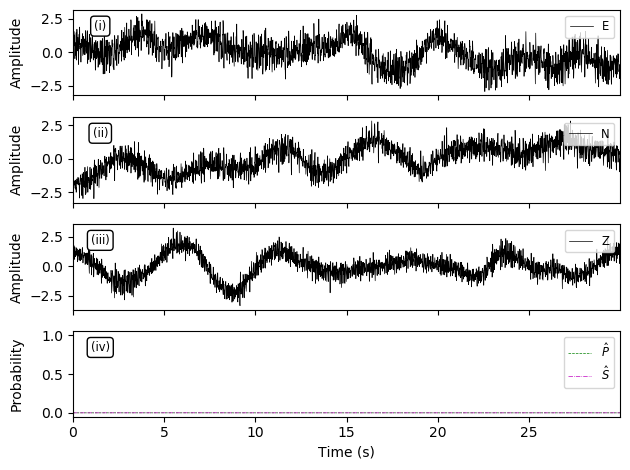 2.5
0.0
−2.5
Amplitude
(i)
E
2.5
0.0
−2.5
Amplitude
(ii)
N
2.5
0.0
−2.5
Amplitude
(iii)
Z
1.0
0.5
0.0
Probability
(iv)
P̂
Ŝ
0 5 10 15 20 25
Time (s)